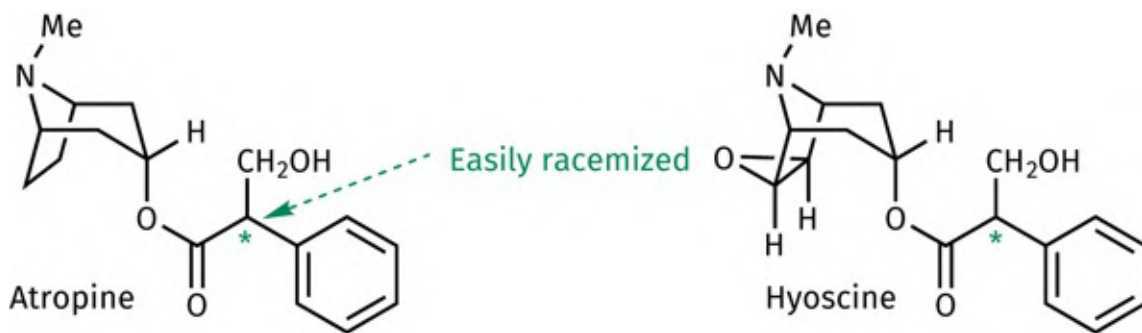 Me
N
H
CH₂OH
O
*
O
Atropine
Easily racemized
Me
N
O
H
H
H
CH₂OH
O
*
O
Hyoscine